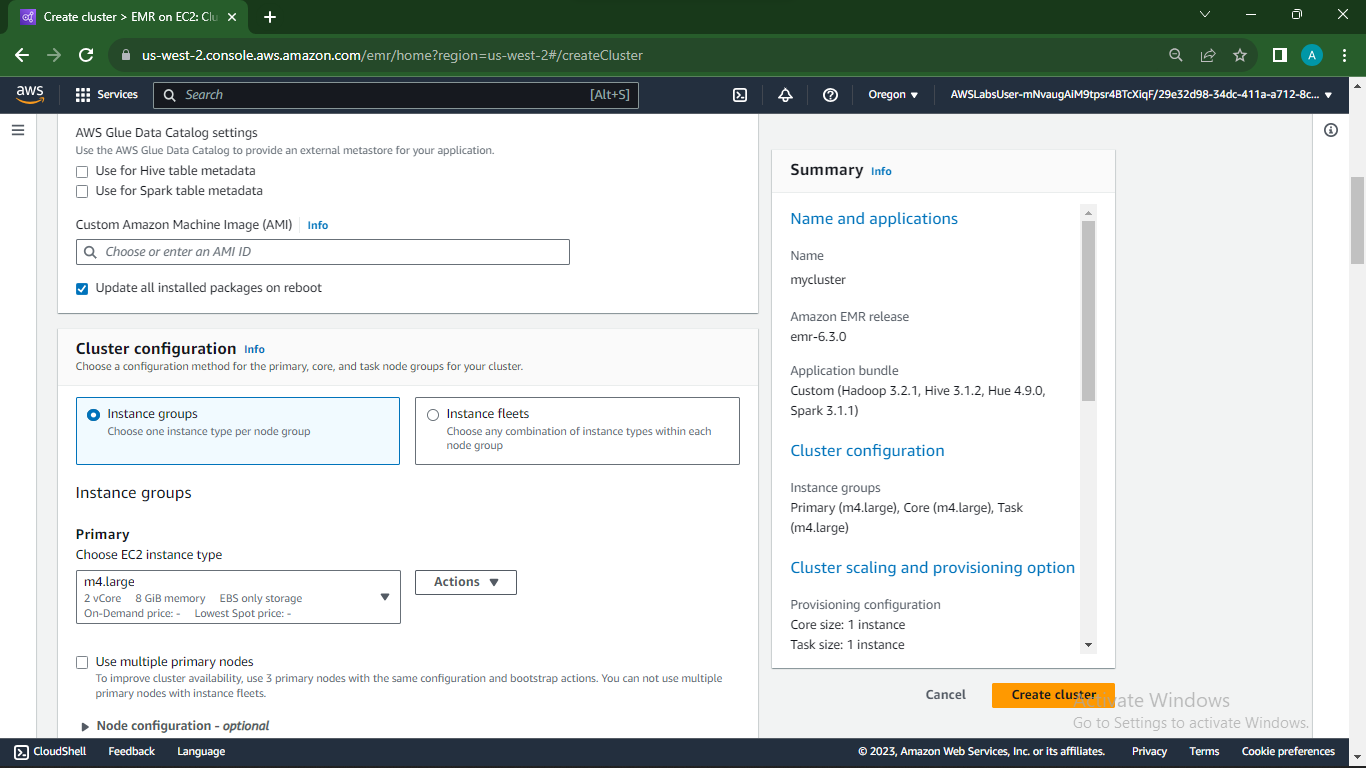 Create cluster > EMR on EC2: Clu
us-west-2.console.aws.amazon.com/emr/home?region=us-west-2#/createCluster
A
aws
Services
Search
[Alt+S]
Oregon
AWSLabsUser-mNvaugAiM9tpsr4BTcXiqF/29e32d98-34dc-411a-a712-8c...
AWS Glue Data Catalog settings
Use the AWS Glue Data Catalog to provide an external metastore for your application.
Use for Hive table metadata
Use for Spark table metadata
Custom Amazon Machine Image (AMI) Info
Choose or enter an AMI ID
Update all installed packages on reboot
Cluster configuration Info
Choose a configuration method for the primary, core, and task node groups for your cluster.
Instance groups
Choose one instance type per node group
Instance fleets
Choose any combination of instance types within each
node group
Instance groups
Primary
Choose EC2 instance type
m4.large
2 vCore 8 GiB memory EBS only storage
On-Demand price: - Lowest Spot price: -
Actions
Use multiple primary nodes
To improve cluster availability, use 3 primary nodes with the same configuration and bootstrap actions. You can not use multiple
primary nodes with instance fleets.
Node configuration - optional
Summary Info
Name and applications
Name
mycluster
Amazon EMR release
emr-6.3.0
Application bundle
Custom (Hadoop 3.2.1, Hive 3.1.2, Hue 4.9.0,
Spark 3.1.1)
Cluster configuration
Instance groups
Primary (m4.large), Core (m4.large), Task
(m4.large)
Cluster scaling and provisioning option
Provisioning configuration
Core size: 1 instance
Task size: 1 instance
Cancel
Create cluster
Activate Windows
Go to Settings to activate Windows.
CloudShell
Feedback
Language
© 2023, Amazon Web Services, Inc. or its affiliates.
Privacy
Terms
Cookie preferences